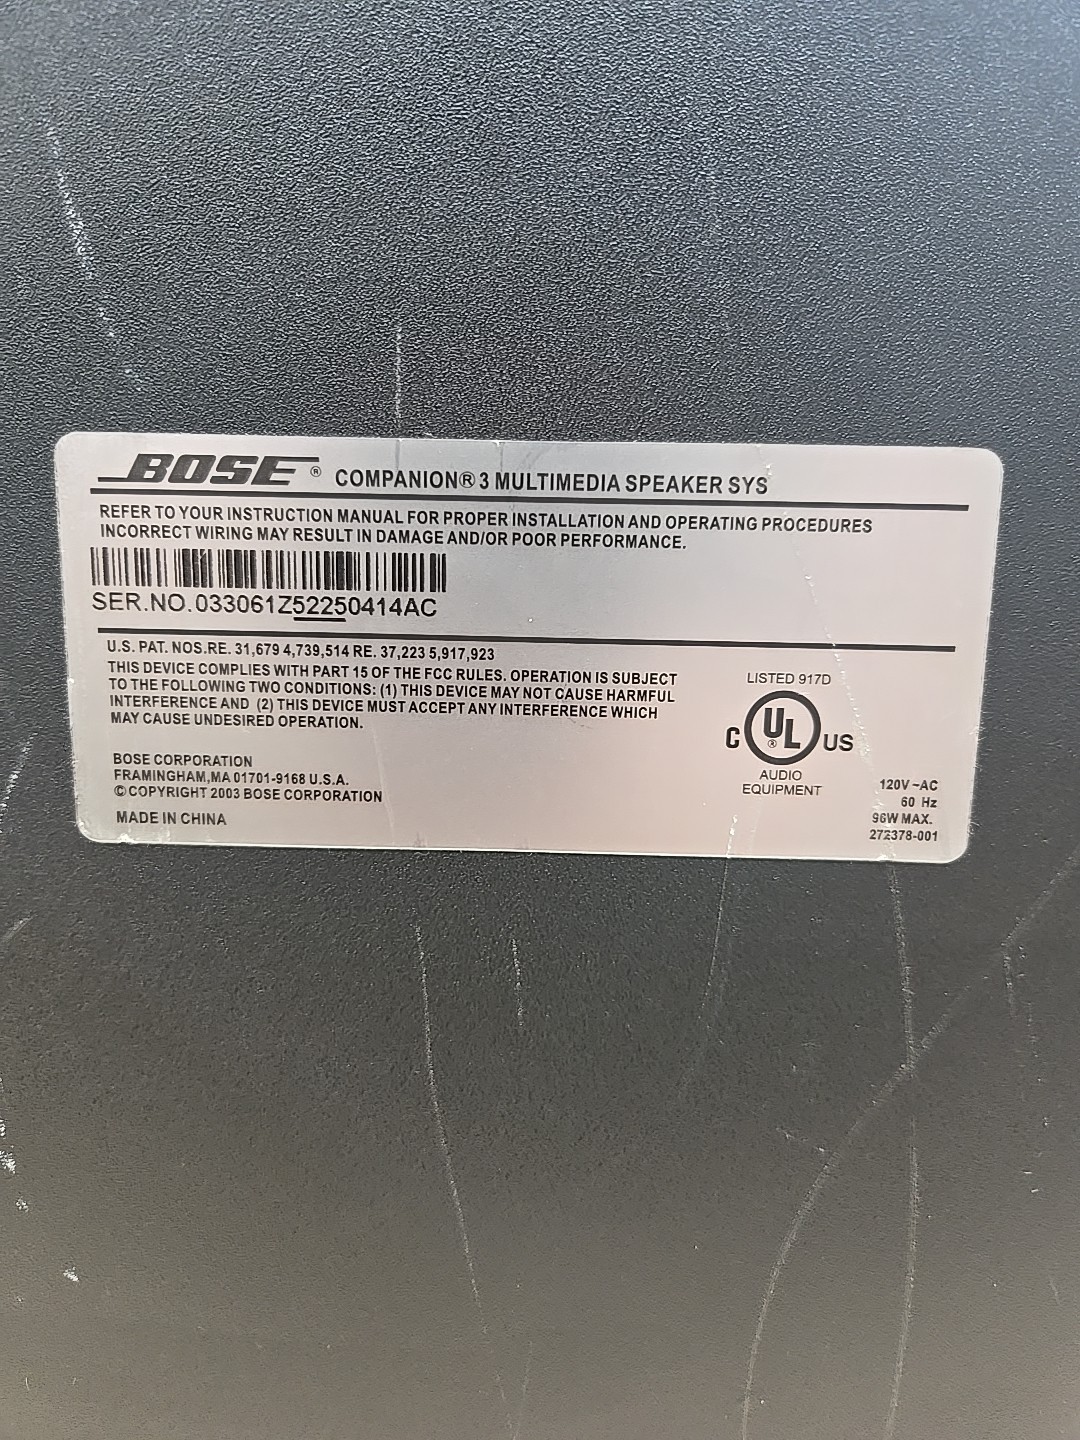 BOSE® COMPANION® 3 MULTIMEDIA SPEAKER SYS
REFER TO YOUR INSTRUCTION MANUAL FOR PROPER INSTALLATION AND OPERATING PROCEDURES
INCORRECT WIRING MAY RESULT IN DAMAGE AND/OR POOR PERFORMANCE.
SER.NO.033061Z52250414AC
U.S. PAT. NOS.RE. 31,679 4,739,514 RE. 37,223 5,917,923
THIS DEVICE COMPLIES WITH PART 15 OF THE FCC RULES. OPERATION IS SUBJECT
TO THE FOLLOWING TWO CONDITIONS: (1) THIS DEVICE MAY NOT CAUSE HARMFUL
INTERFERENCE AND (2) THIS DEVICE MUST ACCEPT ANY INTERFERENCE WHICH
MAY CAUSE UNDESIRED OPERATION.
BOSE CORPORATION
FRAMINGHAM,MA 01701-9168 U.S.A.
©COPYRIGHT 2003 BOSE CORPORATION
MADE IN CHINA
LISTED 917D
C UL® US
AUDIO
EQUIPMENT
120V~AC
60 Hz
96W MAX.
272378-001